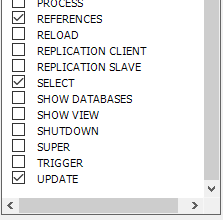 PROCESS
REFERENCES
RELOAD
REPLICATION CLIENT
REPLICATION SLAVE
SELECT
SHOW DATABASES
SHOW VIEW
SHUTDOWN
SUPER
TRIGGER
UPDATE